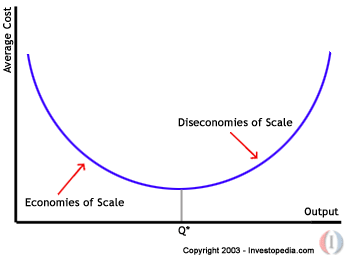 Average Cost
Diseconomies of Scale
Economies of Scale
Output
Q*
Copyright 2003 - Investopedia.com